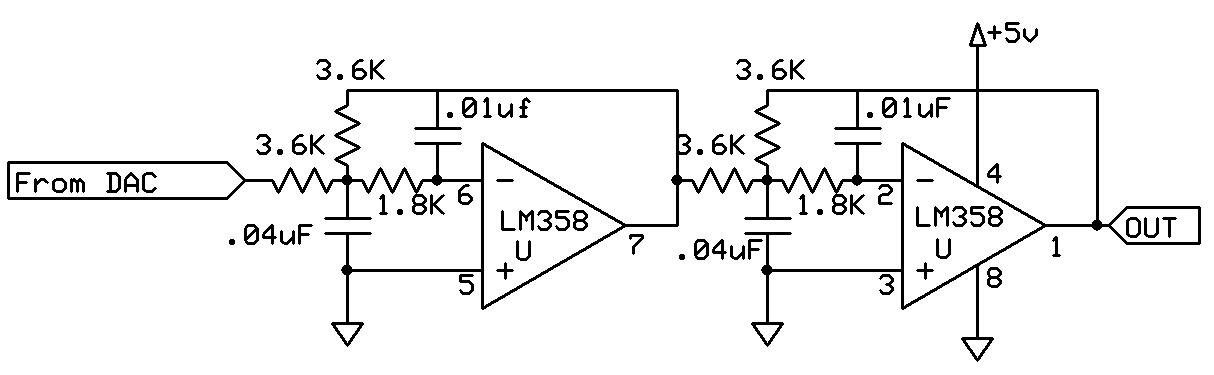 +5v
3.6K
3.6K
.01uf
.01uF
3.6K
3.6K
From DAC
4
1.8K
6
1.8K
2
LM358
LM358
.04uF
U
7
.04uF
U
1
OUT
5
3
8